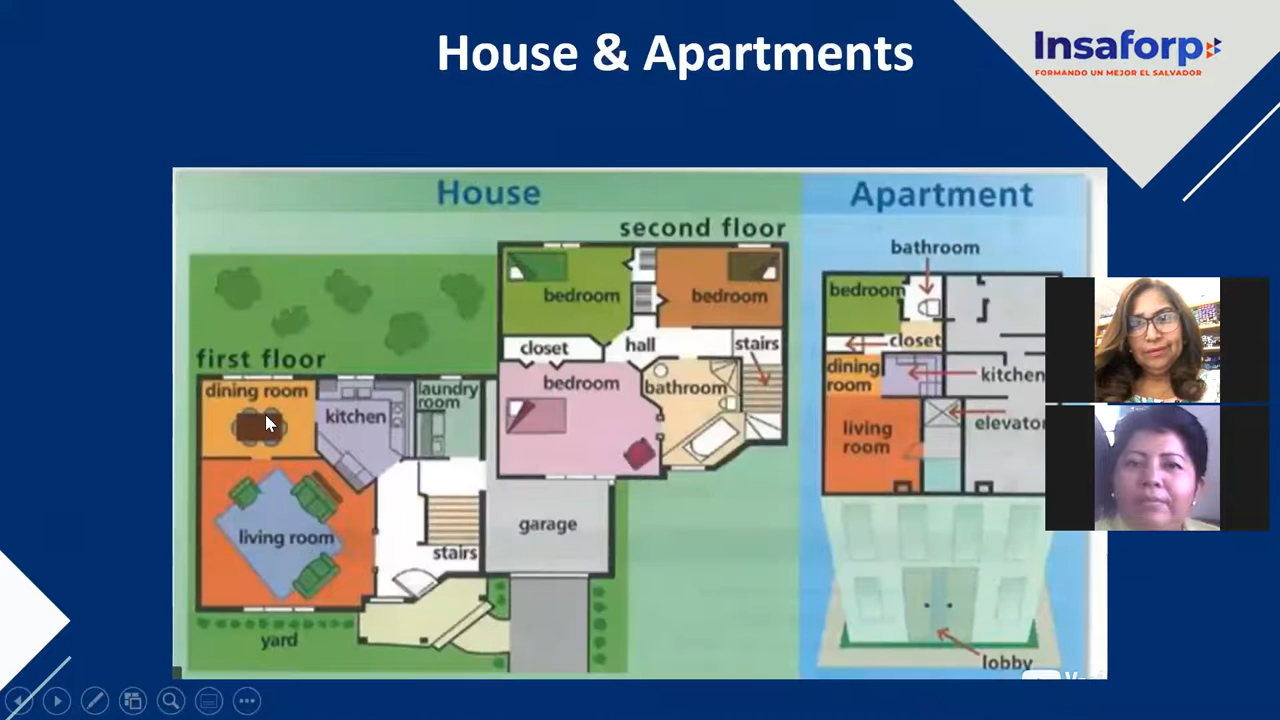 House & Apartments
Insaforp
FORMANDO UN MEJOR EL SALVADOR
House
Apartment
second floor
bathroom
bedroom
bedroom
bedroom
closet
hall
stairs
closet
first floor
bedroom
bathroom
dining room
kitchen
laundry
room
dining
room
kitchen
living
room
elevator
garage
living room
stairs
yard
lobby